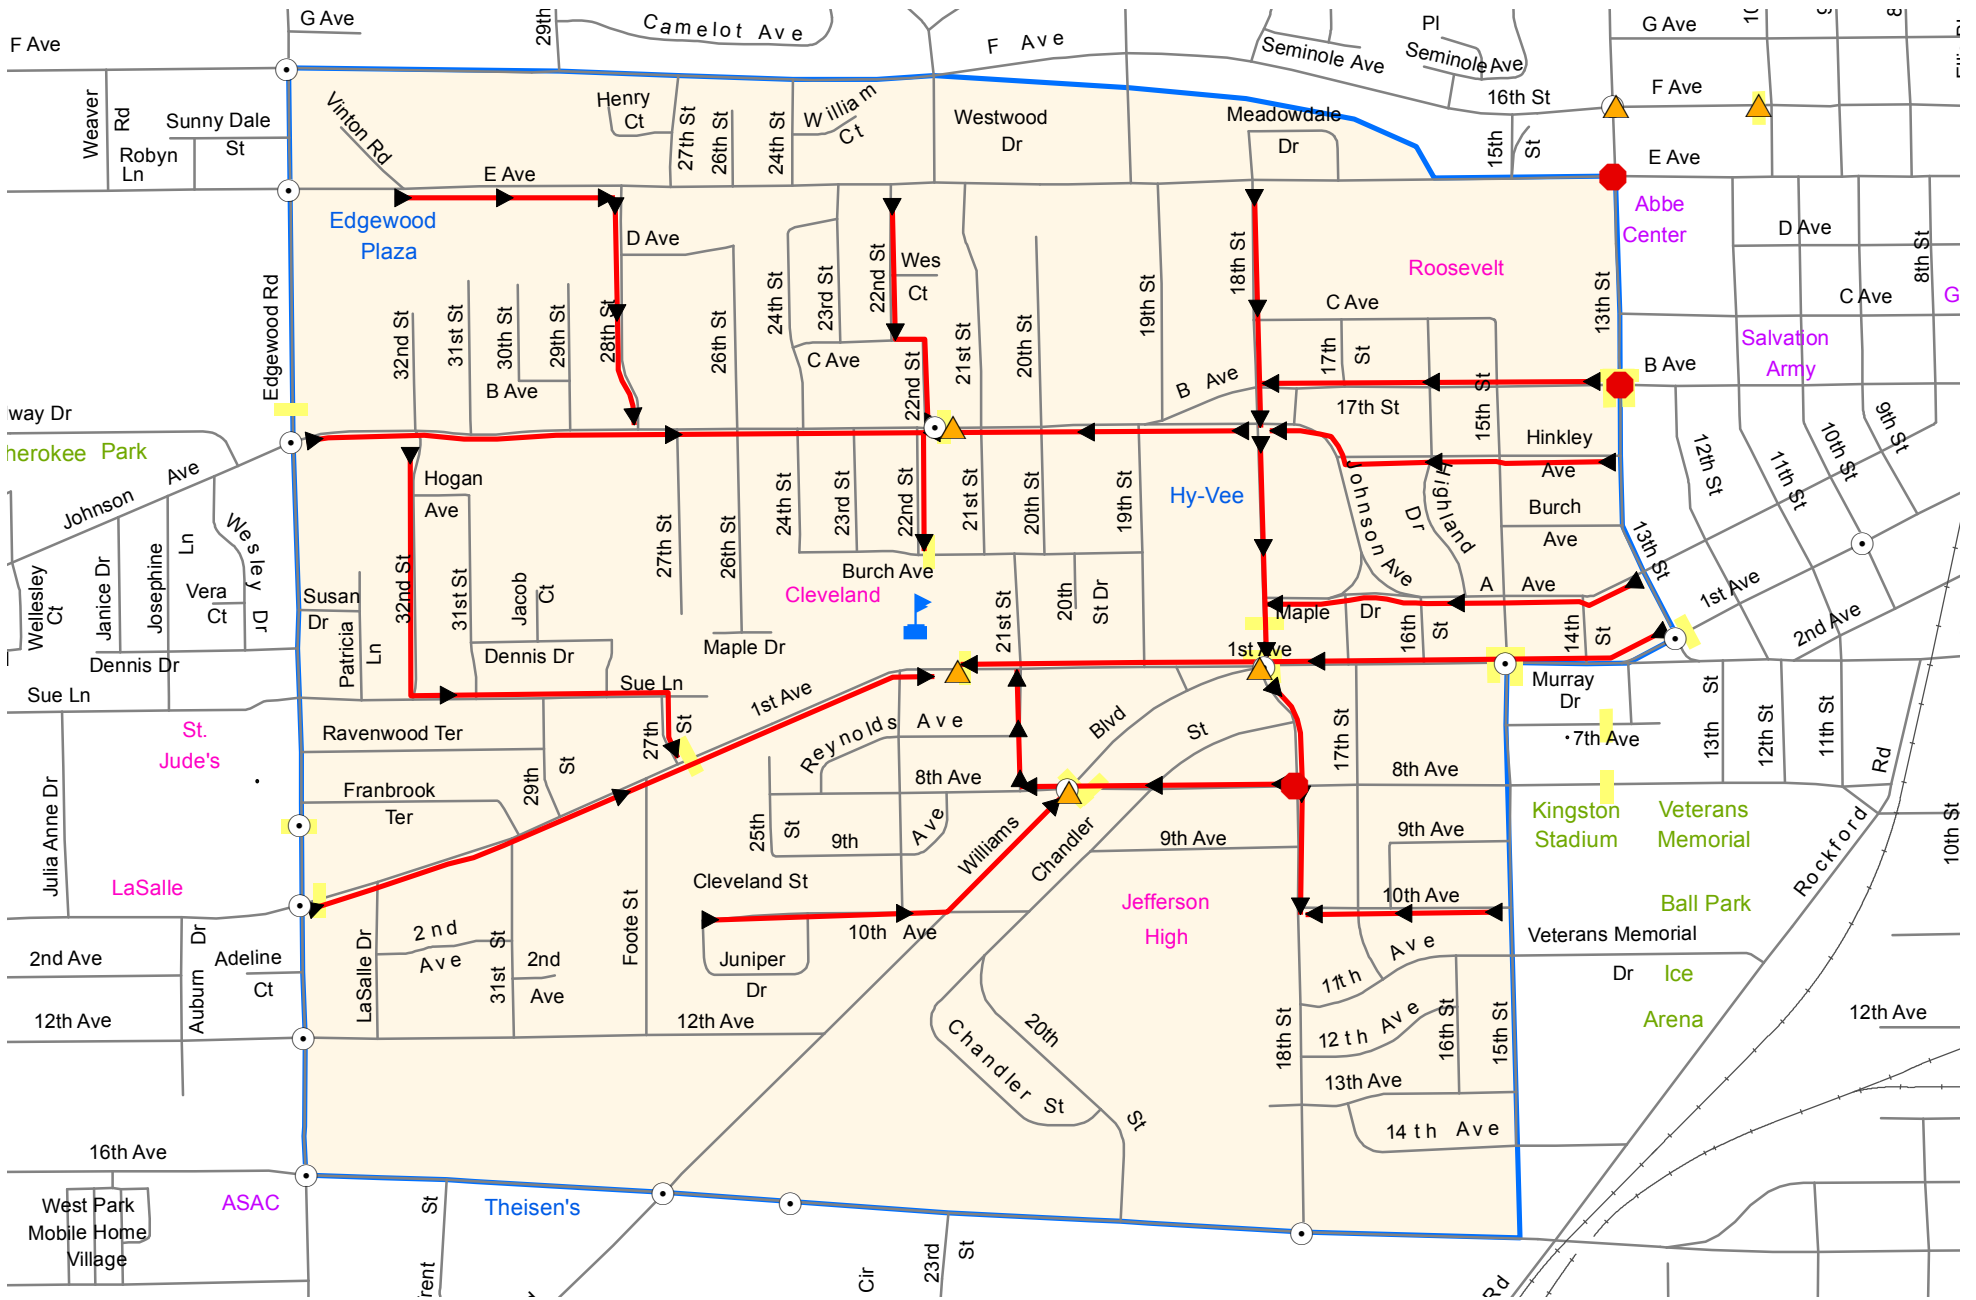 G Ave
F Ave
29th
Camelot Ave
F Ave
Seminole Ave
Pl
Seminole Ave
16th St
G Ave
F Ave
E Ave
Weaver
Rd
Sunny Dale
St
Robyn
Ln
Vinton Rd
Henry
Ct
27th St
26th St
24th St
William
Ct
Westwood
Dr
Meadowdale
Dr
15th
St
E Ave
Edgewood
Plaza
D Ave
Abbe
Center
D Ave
8th St
Edgewood Rd
32nd St
31st St
30th St
29th St
28th St
B Ave
26th St
24th St
23rd St
22nd St
Wes
Ct
C Ave
22nd St
21st St
20th St
19th St
18th St
Roosevelt
C Ave
17th
St
B Ave
17th St
15th St
13th St
C Ave
G
Salvation
Army
B Ave
9th St
10th St
11th St
12th St
way Dr
herokee Park
Johnson Ave
Hogan
Ave
Hy-Vee
Hinkley
Ave
Burch
Ave
Johnson Ave
Highland
Dr
13th St
Wesley Dr
Wellesley
Ct
Janice Dr
Josephine
Ln
Vera
Ct
Susan
Dr
Patricia
Ln
32nd St
31st St
Jacob
Ct
27th St
26th St
24th St
23rd St
22nd St
21st St
20th St
19th St
Burch Ave
Cleveland
21st St
20th
St Dr
Maple
Dr
A Ave
16th
St
14th
St
1st Ave
2nd Ave
Dennis Dr
Dennis Dr
Maple Dr
1st Ave
Sue Ln
Sue Ln
1st Ave
Murray
Dr
St.
Jude's
Ravenwood Ter
29th
St
27th
St
Reynolds Ave
Blvd
St
17th St
7th Ave
13th
St
12th St
11th St
Rd
Julia Anne Dr
Franbrook
Ter
8th Ave
8th Ave
25th
St
9th
Ave
Williams
Chandler
9th Ave
9th Ave
Kingston
Stadium
Veterans
Memorial
Rockford
10th St
LaSalle
Foote St
Cleveland St
10th Ave
Jefferson
High
10th Ave
Ball Park
Veterans Memorial
Dr
Ice
Arena
2nd Ave
Auburn
Dr
Adeline
Ct
LaSalle Dr
2nd
Ave
31st St
2nd
Ave
Juniper
Dr
11th Ave
12th Ave
12th Ave
Chandler St
20th
St
18th St
12th Ave
16th St
15th St
12th Ave
13th Ave
14th Ave
16th Ave
West Park
Mobile Home
Village
ASAC
St
Theisen's
23rd
St
Cir
Rd